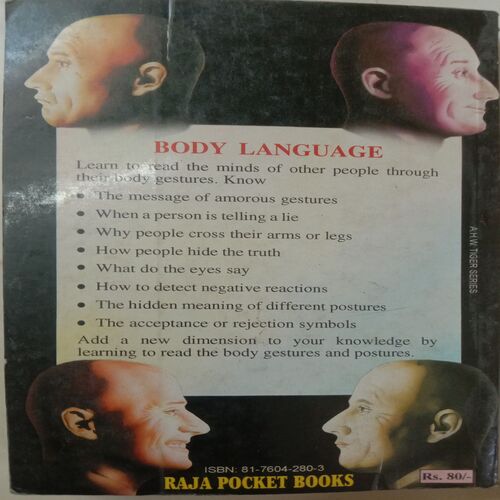 BODY LANGUAGE
Learn to read the minds of other people through
their body gestures. Know
• The message of amorous gestures
• When a person is telling a lie
• Why people cross their arms or legs
• How people hide the truth
• What do the eyes say
• How to detect negative reactions
• The hidden meaning of different postures
• The acceptance or rejection symbols
Add a new dimension to your knowledge by
learning to read the body gestures and postures.
A.H.W. TIGER SERIES
ISBN: 81-7604-280-3
RAJA POCKET BOOKS
Rs. 80/-